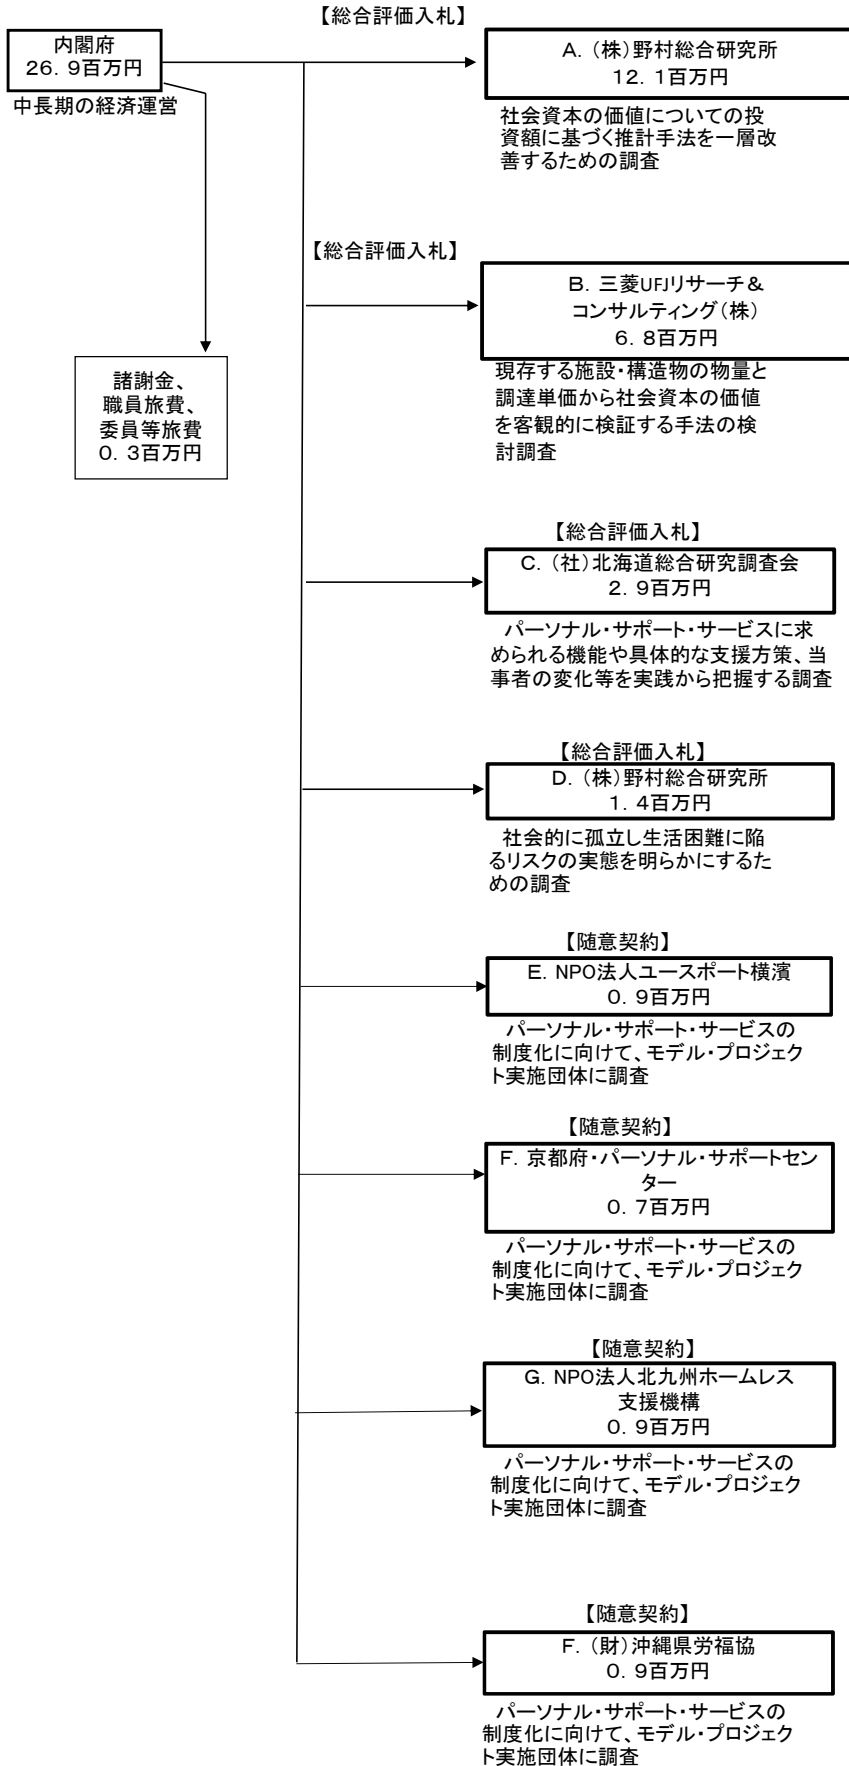 【総合評価入札】
内閣府
26．9百万円
中長期の経済運営
A．（株）野村総合研究所
12．1百万円
社会資本の価値についての投
資額に基づく推計手法を一層改
善するための調査
【総合評価入札】
B．三菱UFJリサーチ＆
コンサルティング（株）
6．8百万円
現存する施設・構造物の物量と
調達単価から社会資本の価値
を客観的に検証する手法の検
討調査
諸謝金、
職員旅費、
委員等旅費
0．3百万円
【総合評価入札】
C．（社）北海道総合研究調査会
2．9百万円
パーソナル・サポート・サービスに求
められる機能や具体的な支援方策、当
事者の変化等を実践から把握する調査
【総合評価入札】
D．（株）野村総合研究所
1．4百万円
社会的に孤立し生活困難に陥
るリスクの実態を明らかにするた
めの調査
【随意契約】
E．NPO法人ユースポート横濱
0．9百万円
パーソナル・サポート・サービスの
制度化に向けて、モデル・プロジェク
ト実施団体に調査
【随意契約】
F．京都府・パーソナル・サポートセン
ター
0．7百万円
パーソナル・サポート・サービスの
制度化に向けて、モデル・プロジェク
ト実施団体に調査
【随意契約】
G．NPO法人北九州ホームレス
支援機構
0．9百万円
パーソナル・サポート・サービスの
制度化に向けて、モデル・プロジェク
ト実施団体に調査
【随意契約】
F．（財）沖縄県労福協
0．9百万円
パーソナル・サポート・サービスの
制度化に向けて、モデル・プロジェク
ト実施団体に調査